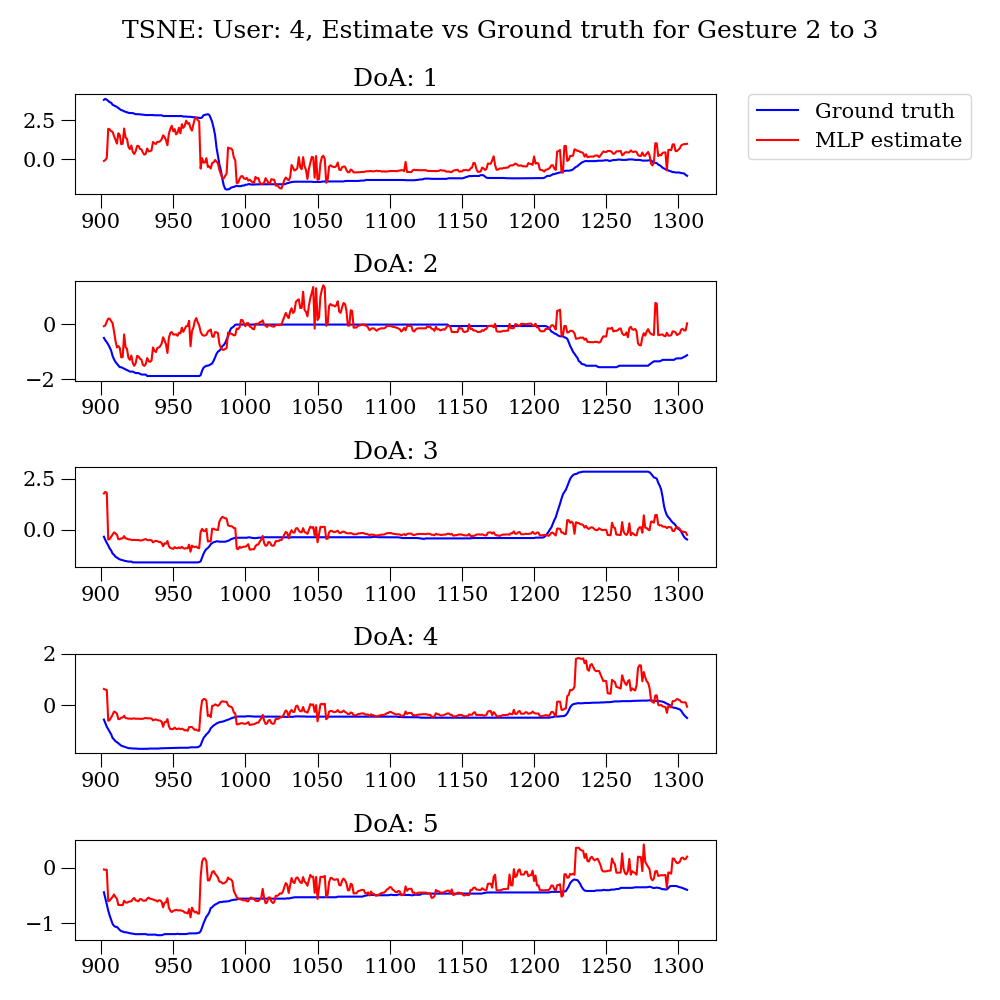 TSNE: User: 4, Estimate vs Ground truth for Gesture 2 to 3
DoA: 1
Ground truth
MLP estimate
2.5
0.0
900 950 1000 1050 1100 1150 1200 1250 1300
DoA: 2
0
−2
900 950 1000 1050 1100 1150 1200 1250 1300
DoA: 3
2.5
0.0
900 950 1000 1050 1100 1150 1200 1250 1300
DoA: 4
2
0
900 950 1000 1050 1100 1150 1200 1250 1300
DoA: 5
0
−1
900 950 1000 1050 1100 1150 1200 1250 1300